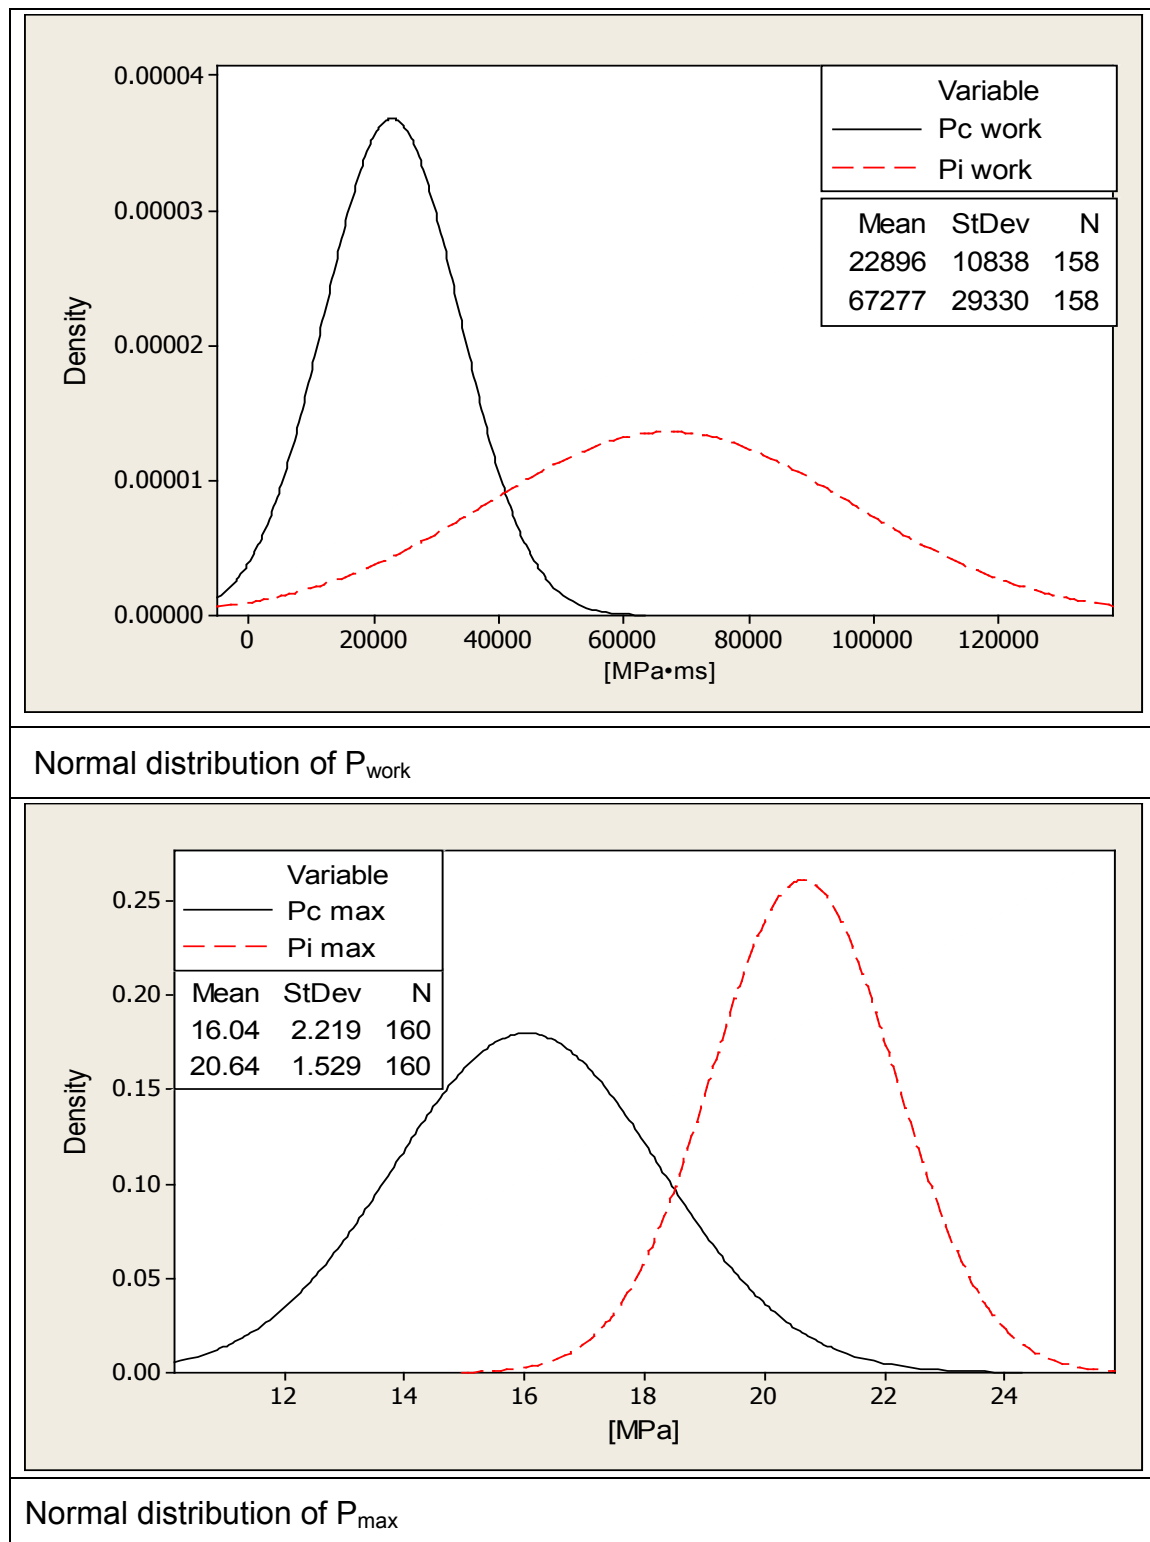 0.00004
0.00003
0.00002
0.00001
0.00000
Density
Variable
Pc work
Pi work
Mean StDev N
22896 10838 158
67277 29330 158
0 20000 40000 60000 80000 100000 120000
[MPa•ms]
Normal distribution of Pwork
Variable
Pc max
Pi max
Mean StDev N
16.04 2.219 160
20.64 1.529 160
0.25
0.20
0.15
0.10
0.05
0.00
Density
12 14 16 18 20 22 24
[MPa]
Normal distribution of Pmax